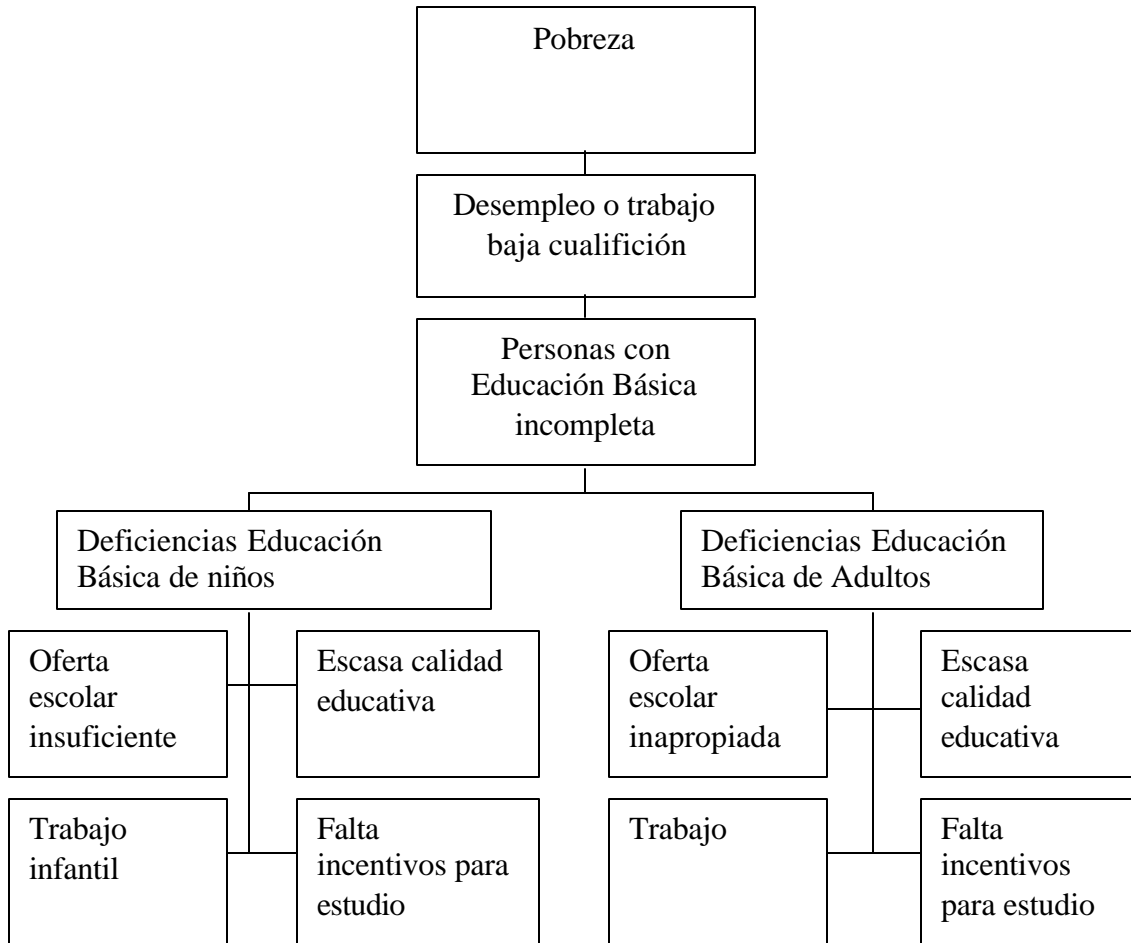 Pobreza
Desempleo o trabajo
baja cualifición
Personas con
Educación Básica
incompleta
Deficiencias Educación
Básica de niños
Deficiencias Educación
Básica de Adultos
Oferta
escolar
insuficiente
Escasa calidad
educativa
Oferta
escolar
inapropiada
Escasa
calidad
educativa
Trabajo
infantil
Falta
incentivos para
estudio
Trabajo
Falta
incentivos
para estudio